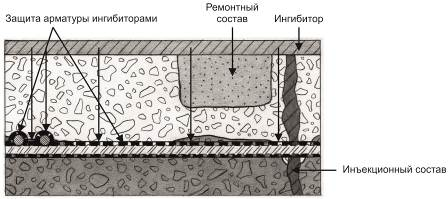 Защита арматуры ингибиторами
Ремонтный
состав
Ингибитор
Инъекционный состав